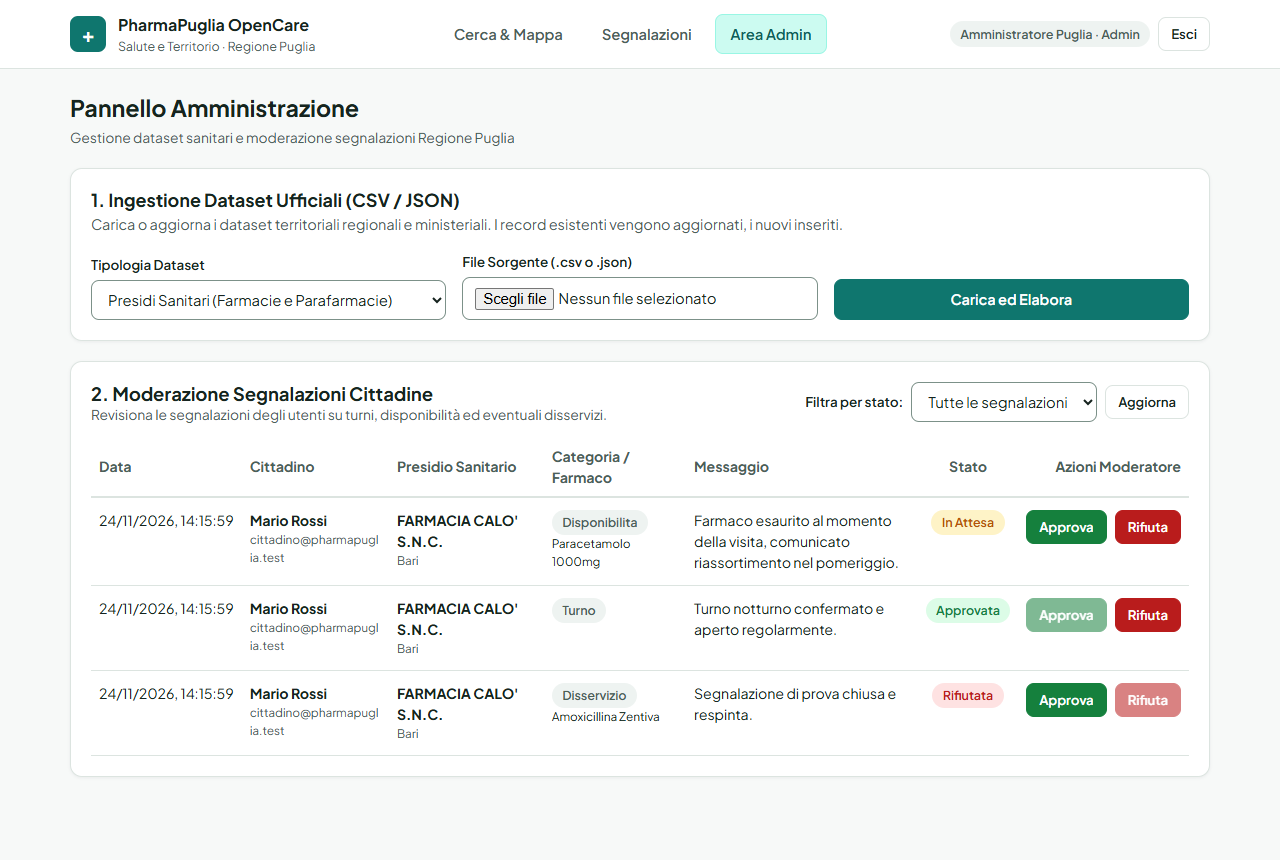 +
PharmaPuglia OpenCare
Salute e Territorio · Regione Puglia
Cerca & Mappa
Segnalazioni
Area Admin
Amministratore Puglia · Admin
Esci
Pannello Amministrazione
Gestione dataset sanitari e moderazione segnalazioni Regione Puglia
1. Ingestione Dataset Ufficiali (CSV / JSON)
Carica o aggiorna i dataset territoriali regionali e ministeriali. I record esistenti vengono aggiornati, i nuovi inseriti.
Tipologia Dataset
Presidi Sanitari (Farmacie e Parafarmacie)
File Sorgente (.csv o .json)
Scegli file Nessun file selezionato
Carica ed Elabora
2. Moderazione Segnalazioni Cittadine
Revisiona le segnalazioni degli utenti su turni, disponibilità ed eventuali disservizi.
Filtra per stato:
Tutte le segnalazioni
Aggiorna
Data
Cittadino
Presidio Sanitario
Categoria /
Farmaco
Messaggio
Stato
Azioni Moderatore
24/11/2026, 14:15:59
Mario Rossi
cittadino@pharmapugl
ia.test
FARMACIA CALO'
S.N.C.
Bari
Disponibilita
Paracetamolo
1000mg
Farmaco esaurito al momento
della visita, comunicato
riassortimento nel pomeriggio.
In Attesa
Approva
Rifiuta
24/11/2026, 14:15:59
Mario Rossi
cittadino@pharmapugl
ia.test
FARMACIA CALO'
S.N.C.
Bari
Turno
Turno notturno confermato e
aperto regolarmente.
Approvata
Approva
Rifiuta
24/11/2026, 14:15:59
Mario Rossi
cittadino@pharmapugl
ia.test
FARMACIA CALO'
S.N.C.
Bari
Disservizio
Amoxicillina Zentiva
Segnalazione di prova chiusa e
respinta.
Rifiutata
Approva
Rifiuta